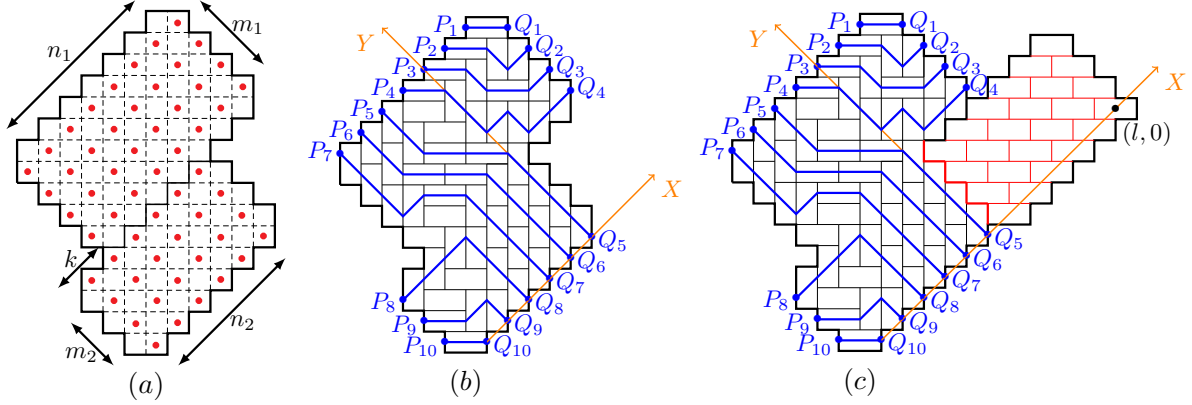 n₁
m₁
k
m₂
n₂
(a)
Y
X
P₁
Q₁
P₂
Q₂
P₃
Q₃
P₄
Q₄
P₅
P₆
P₇
Q₅
Q₆
Q₇
P₈
Q₈
P₉
Q₉
P₁₀
Q₁₀
(b)
Y
X
(l, 0)
P₁
Q₁
P₂
Q₂
P₃
Q₃
P₄
Q₄
P₅
P₆
P₇
Q₅
Q₆
Q₇
P₈
Q₈
P₉
Q₉
P₁₀
Q₁₀
(c)